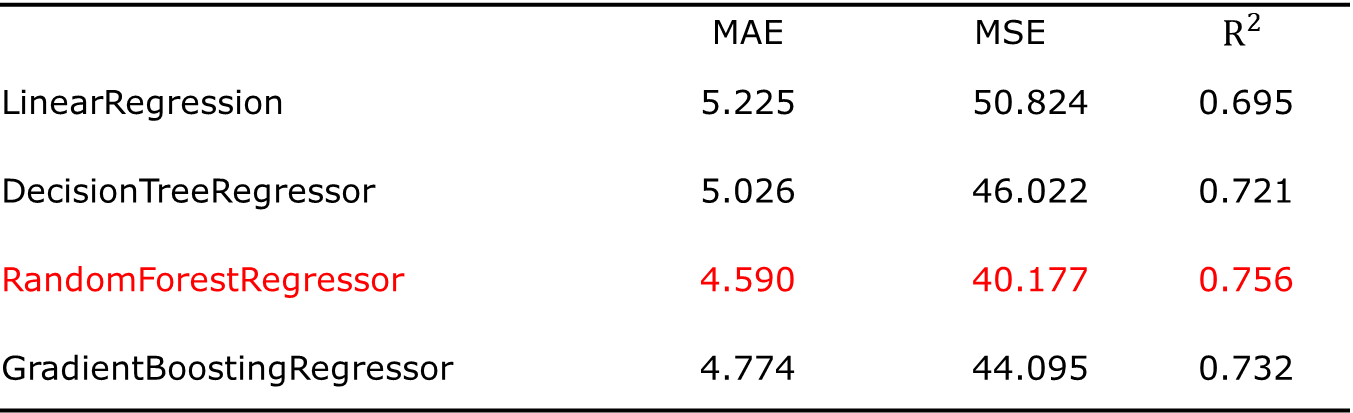 MAE MSE R²
LinearRegression 5.225 50.824 0.695
DecisionTreeRegressor 5.026 46.022 0.721
RandomForestRegressor 4.590 40.177 0.756
GradientBoostingRegressor 4.774 44.095 0.732